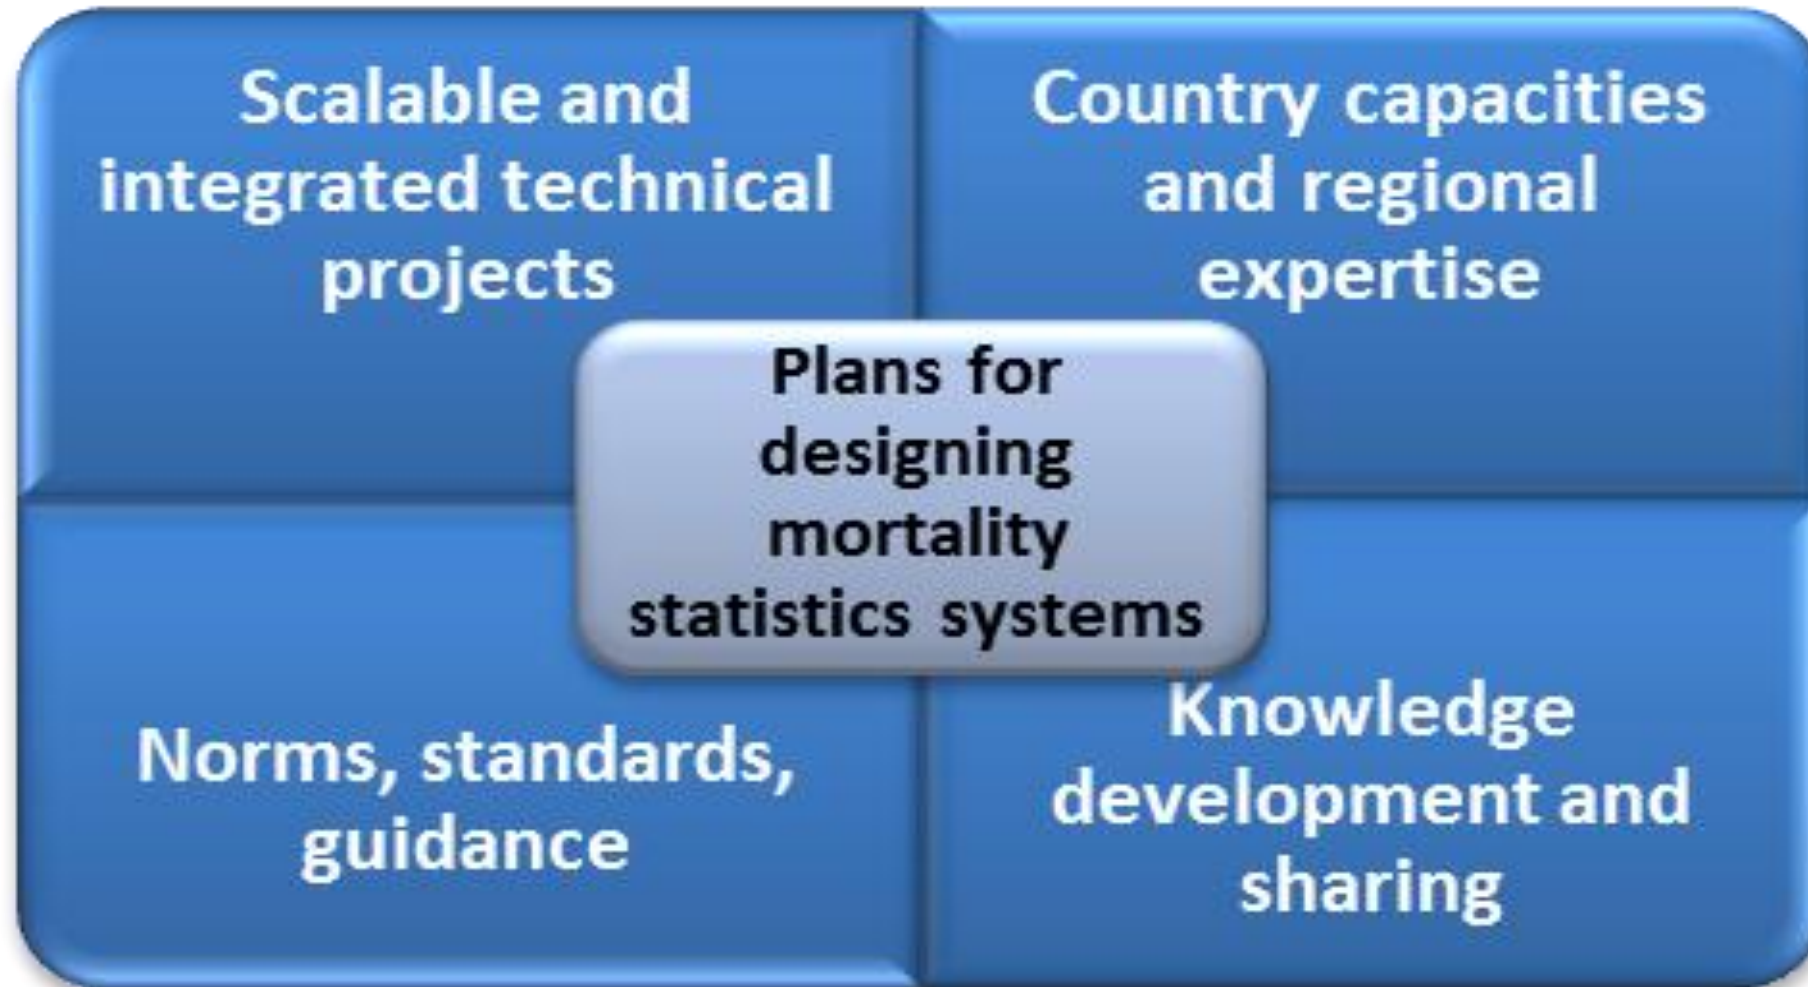 Scalable and
integrated technical
projects
Country capacities
and regional
expertise
Plans for
designing
mortality
statistics systems
Norms, standards,
guidance
Knowledge
development and
sharing